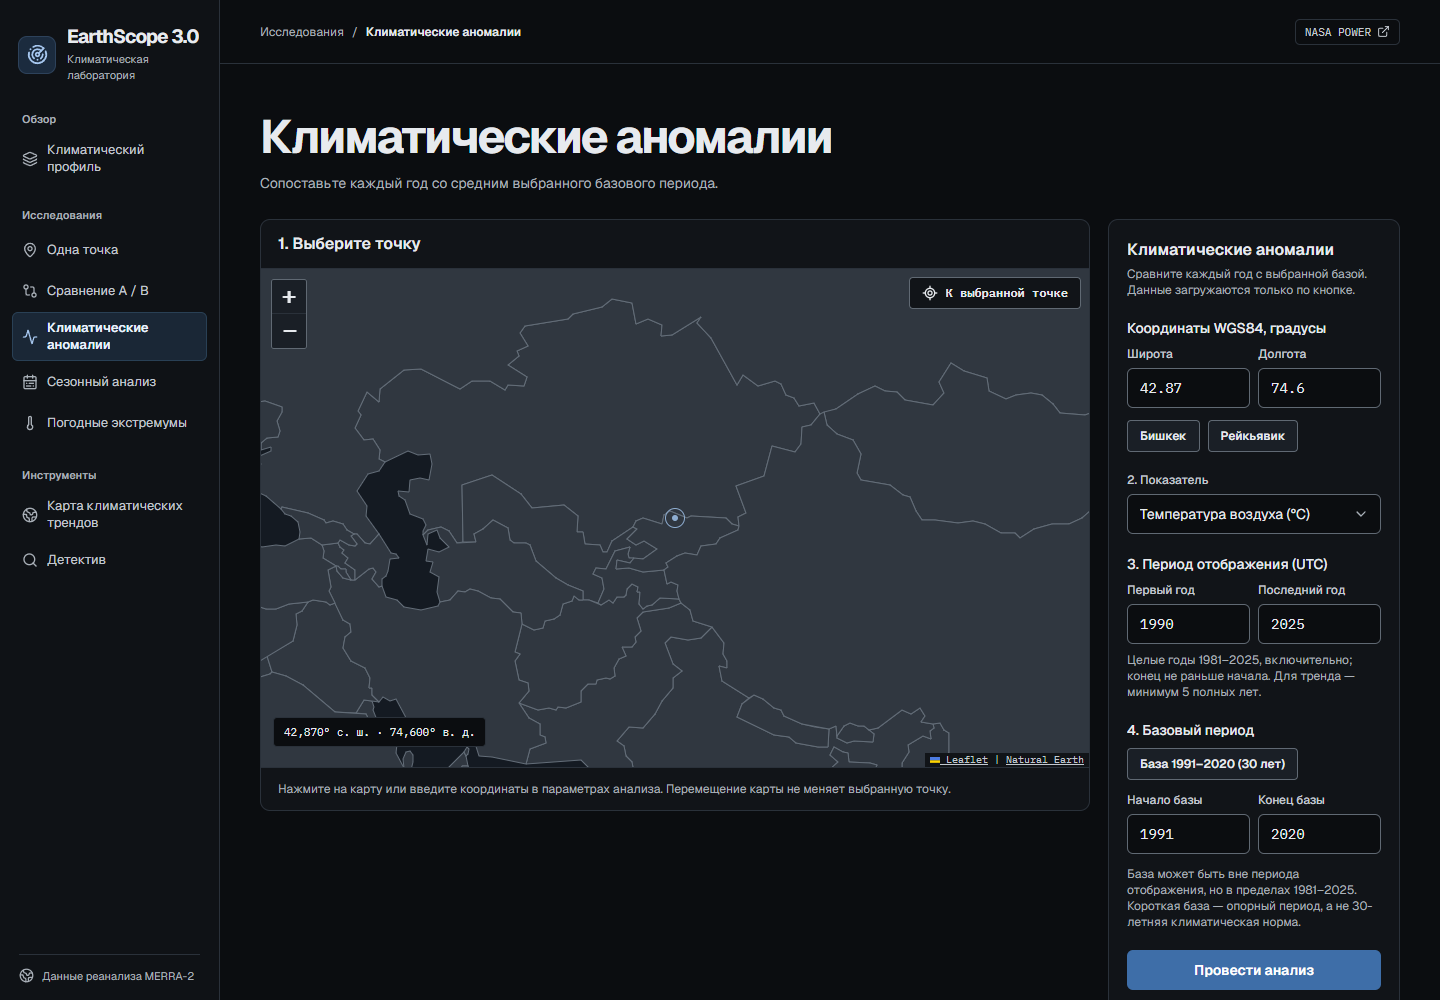 EarthScope 3.0
Климатическая
лаборатория
Обзор
Климатический
профиль
Исследования
Одна точка
Сравнение A / B
Климатические
аномалии
Сезонный анализ
Погодные экстремумы
Инструменты
Карта климатических
трендов
Детектив
Данные реанализа MERRA-2
Исследования / Климатические аномалии
NASA POWER
Климатические аномалии
Сопоставьте каждый год со средним выбранного базового периода.
1. Выберите точку
+
−
К выбранной точке
42,870° с. ш. · 74,600° в. д.
Leaflet | Natural Earth
Нажмите на карту или введите координаты в параметрах анализа. Перемещение карты не меняет выбранную точку.
Климатические аномалии
Сравните каждый год с выбранной базой.
Данные загружаются только по кнопке.
Координаты WGS84, градусы
Широта Долгота
42.87 74.6
Бишкек Рейкьявик
2. Показатель
Температура воздуха (°C)
3. Период отображения (UTC)
Первый год Последний год
1990 2025
Целые годы 1981–2025, включительно;
конец не раньше начала. Для тренда —
минимум 5 полных лет.
4. Базовый период
База 1991–2020 (30 лет)
Начало базы Конец базы
1991 2020
База может быть вне периода
отображения, но в пределах 1981–2025.
Короткая база — опорный период, а не 30-
летняя климатическая норма.
Провести анализ